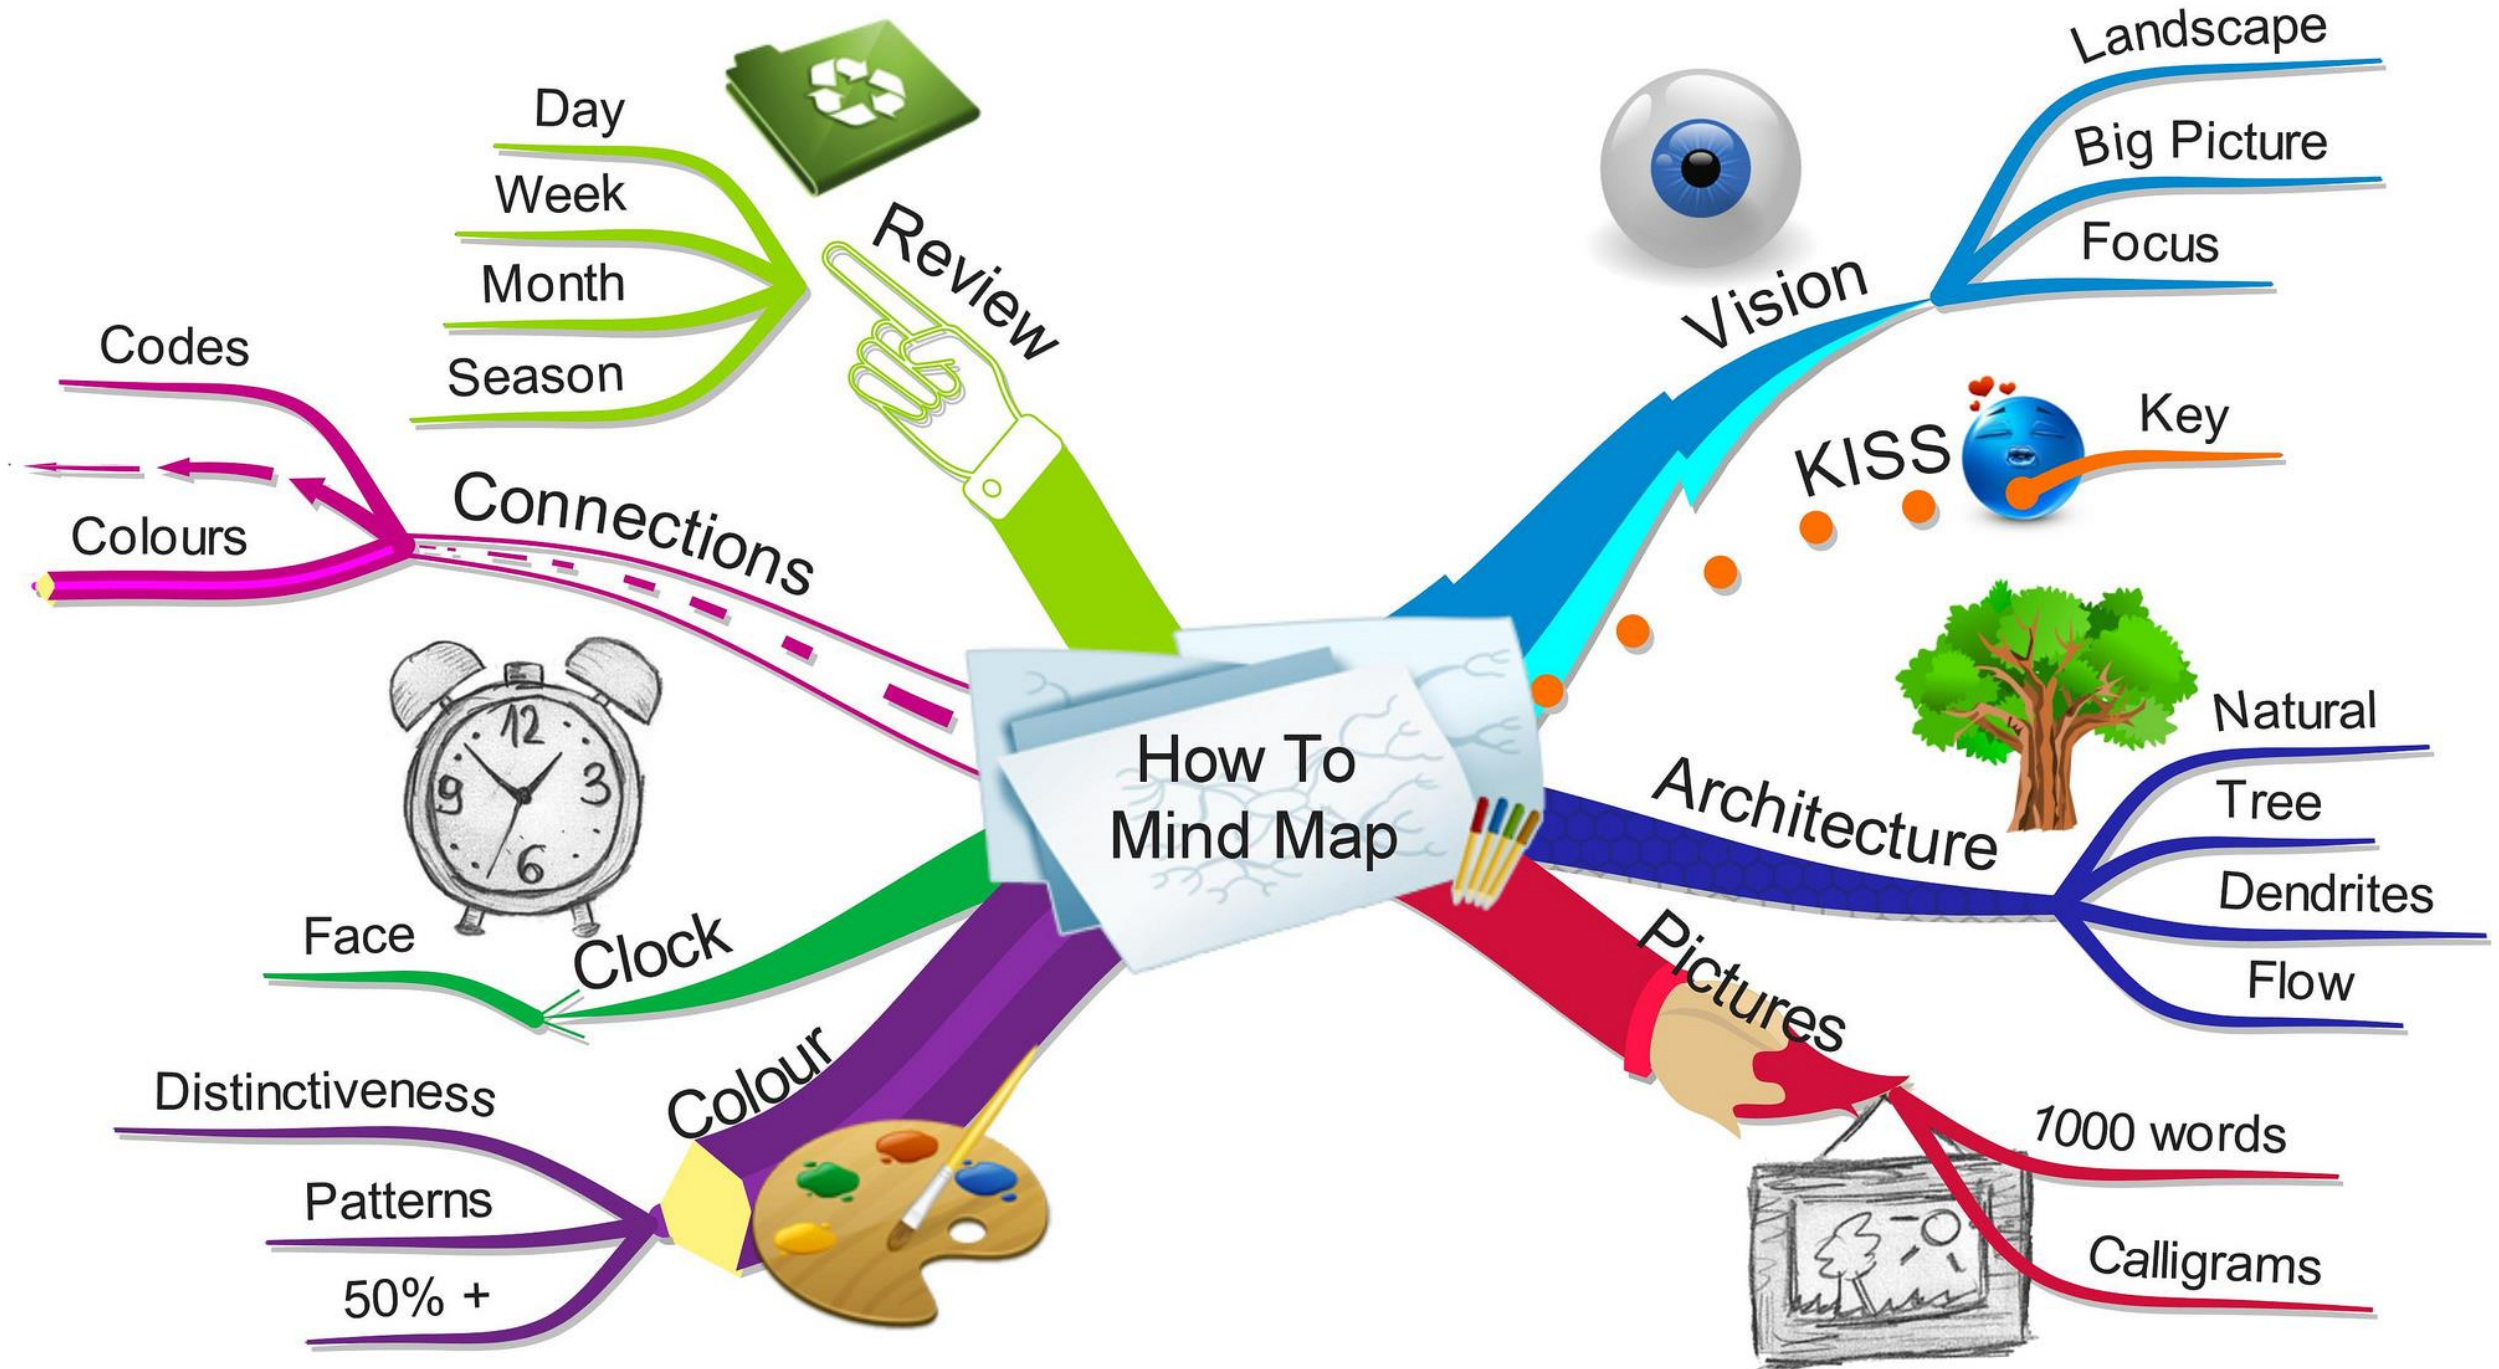 How To
Mind Map
Vision
Landscape
Big Picture
Focus
KISS
Key
Architecture
Natural
Tree
Dendrites
Flow
Pictures
1000 words
Calligrams
Colour
Distinctiveness
Patterns
50% +
Clock
Face
12
3
6
9
Connections
Codes
Colours
Review
Day
Week
Month
Season